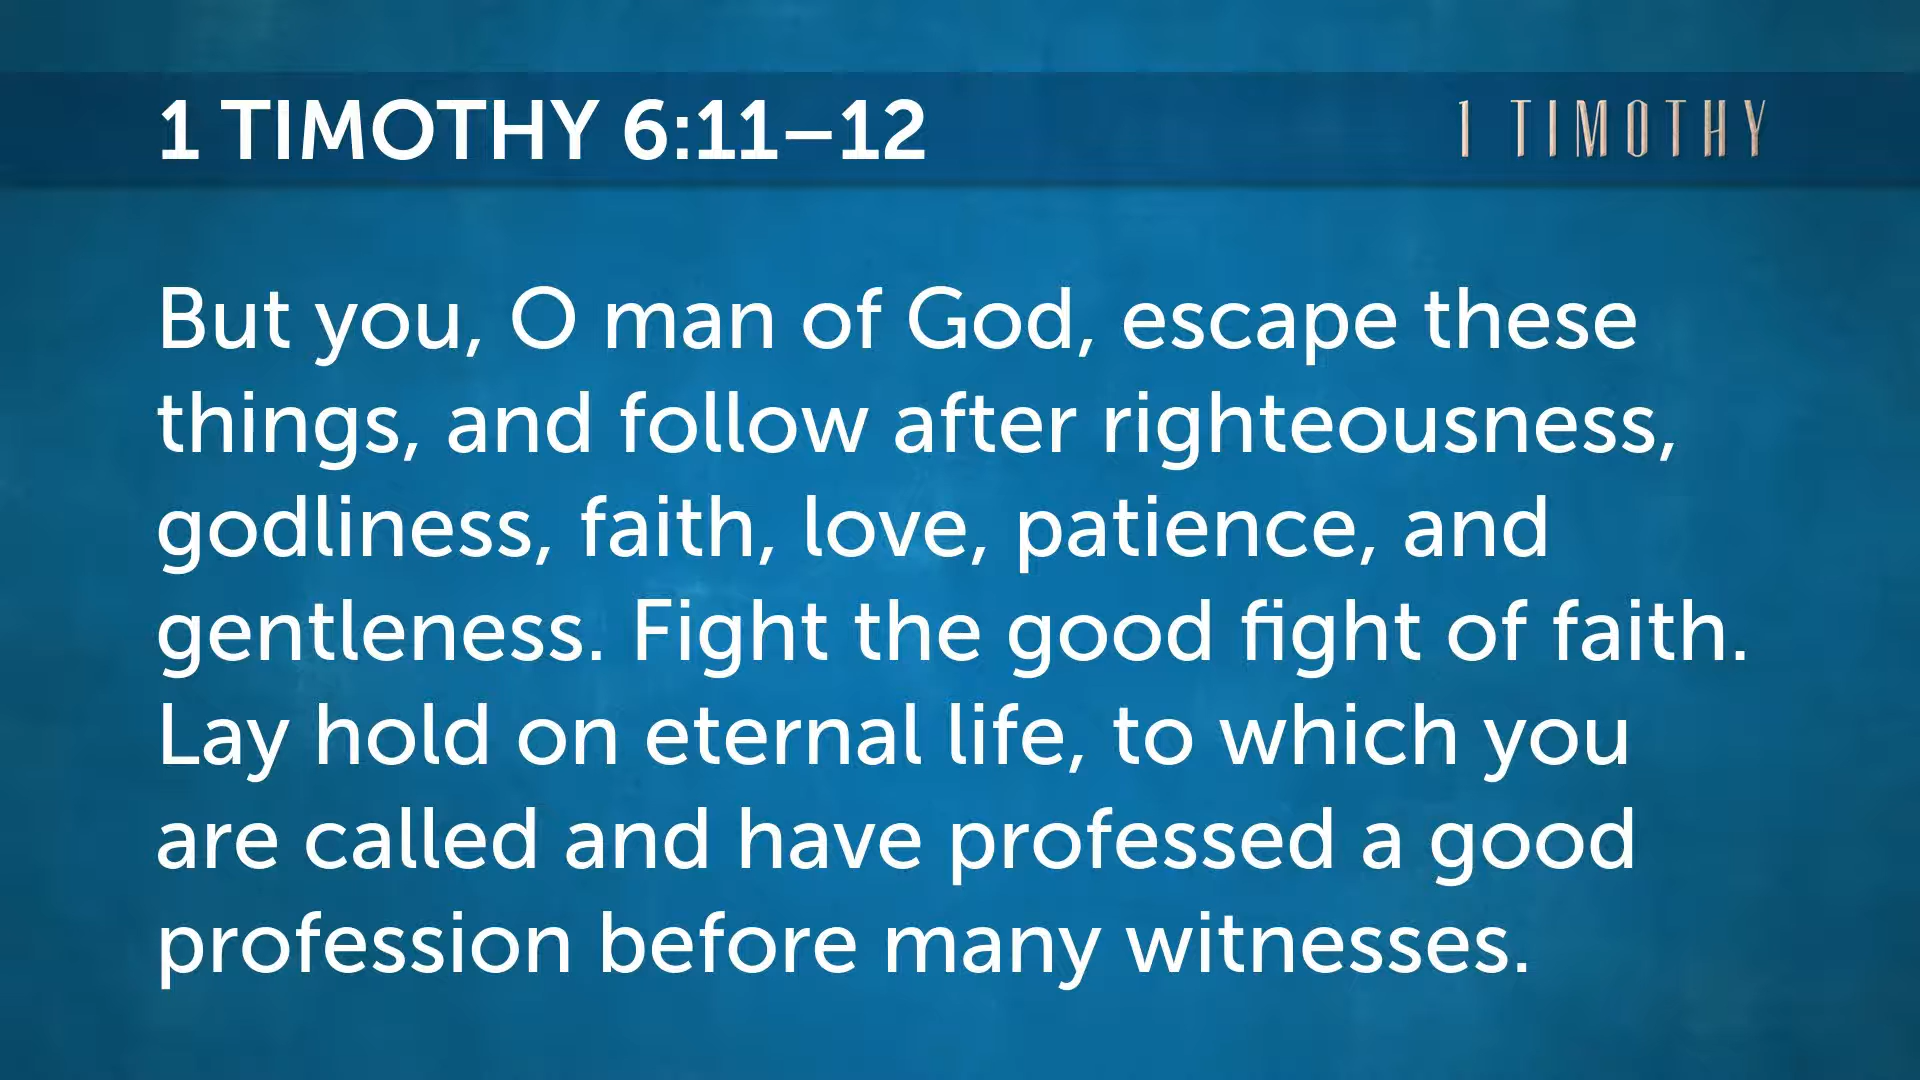 1 TIMOTHY 6:11–12
1 TIMOTHY
But you, O man of God, escape these
things, and follow after righteousness,
godliness, faith, love, patience, and
gentleness. Fight the good fight of faith.
Lay hold on eternal life, to which you
are called and have professed a good
profession before many witnesses.